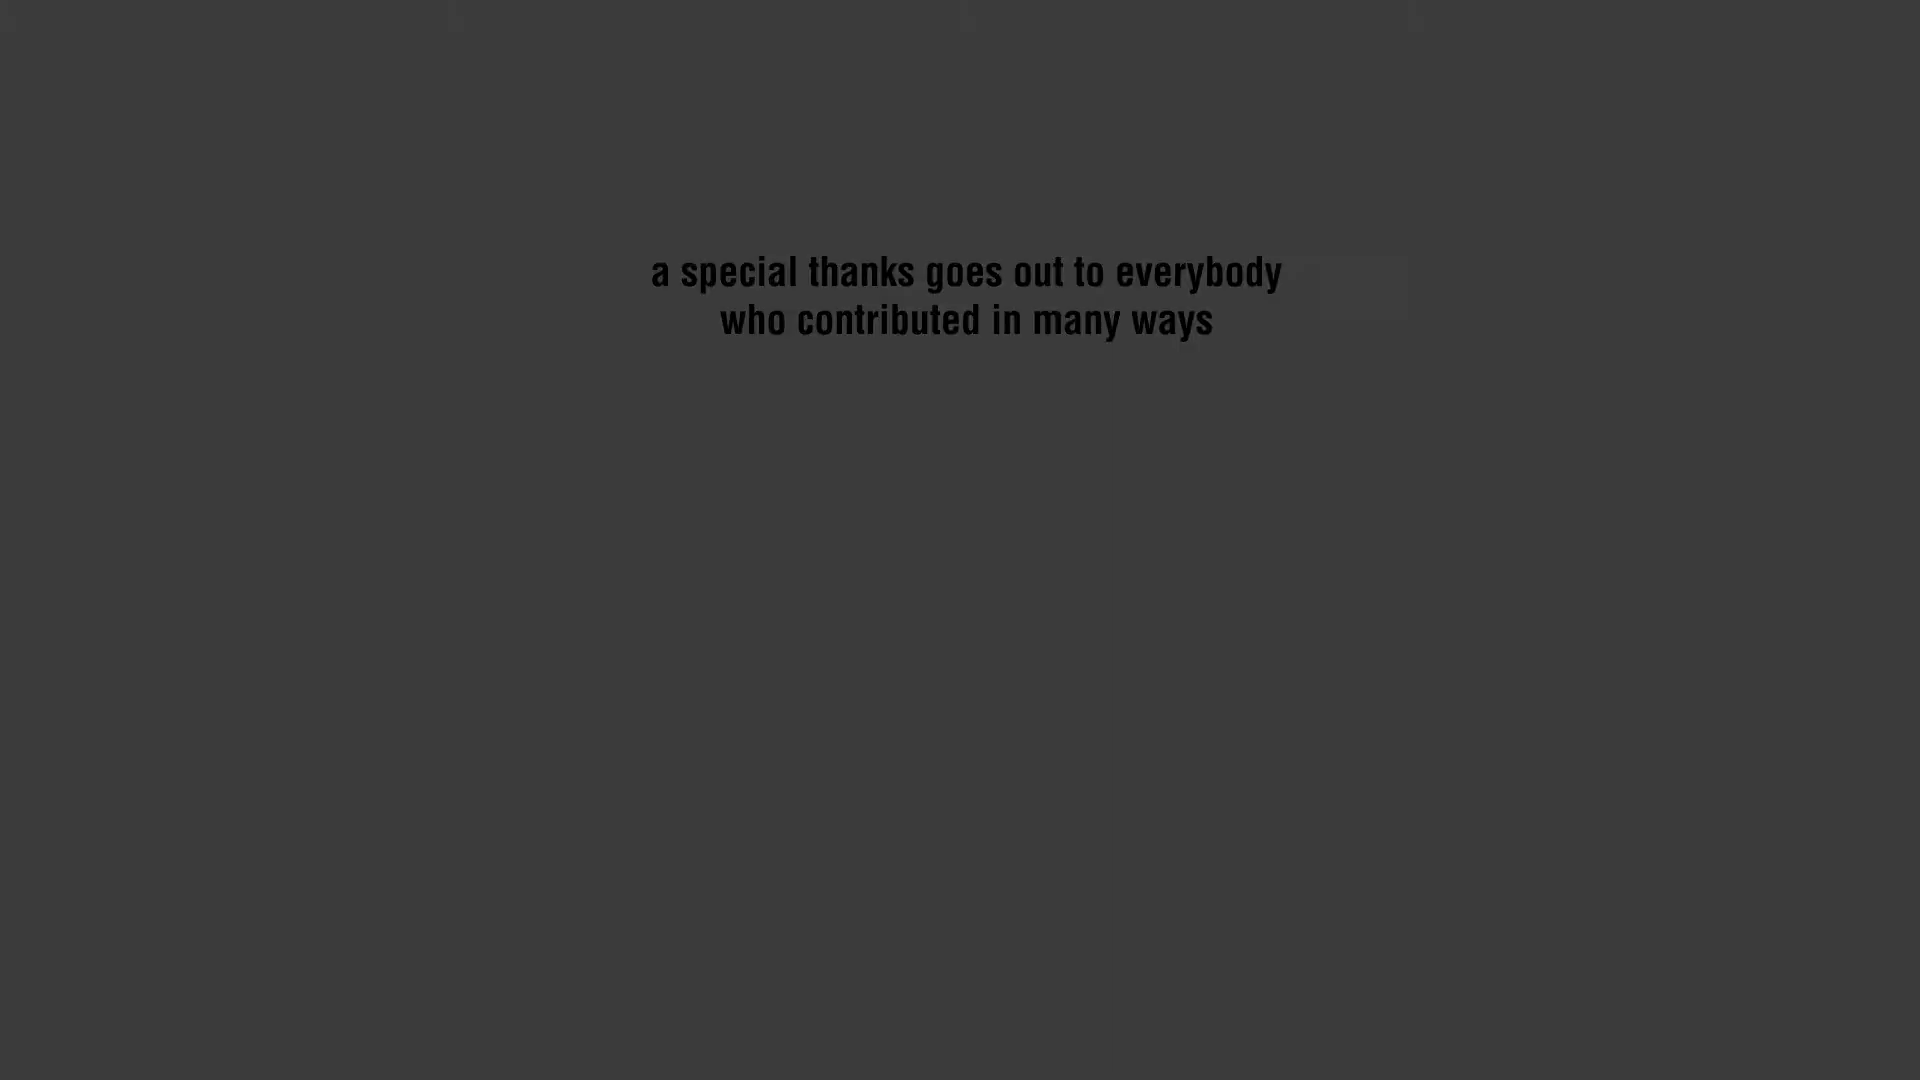 a special thanks goes out to everybody
who contributed in many ways